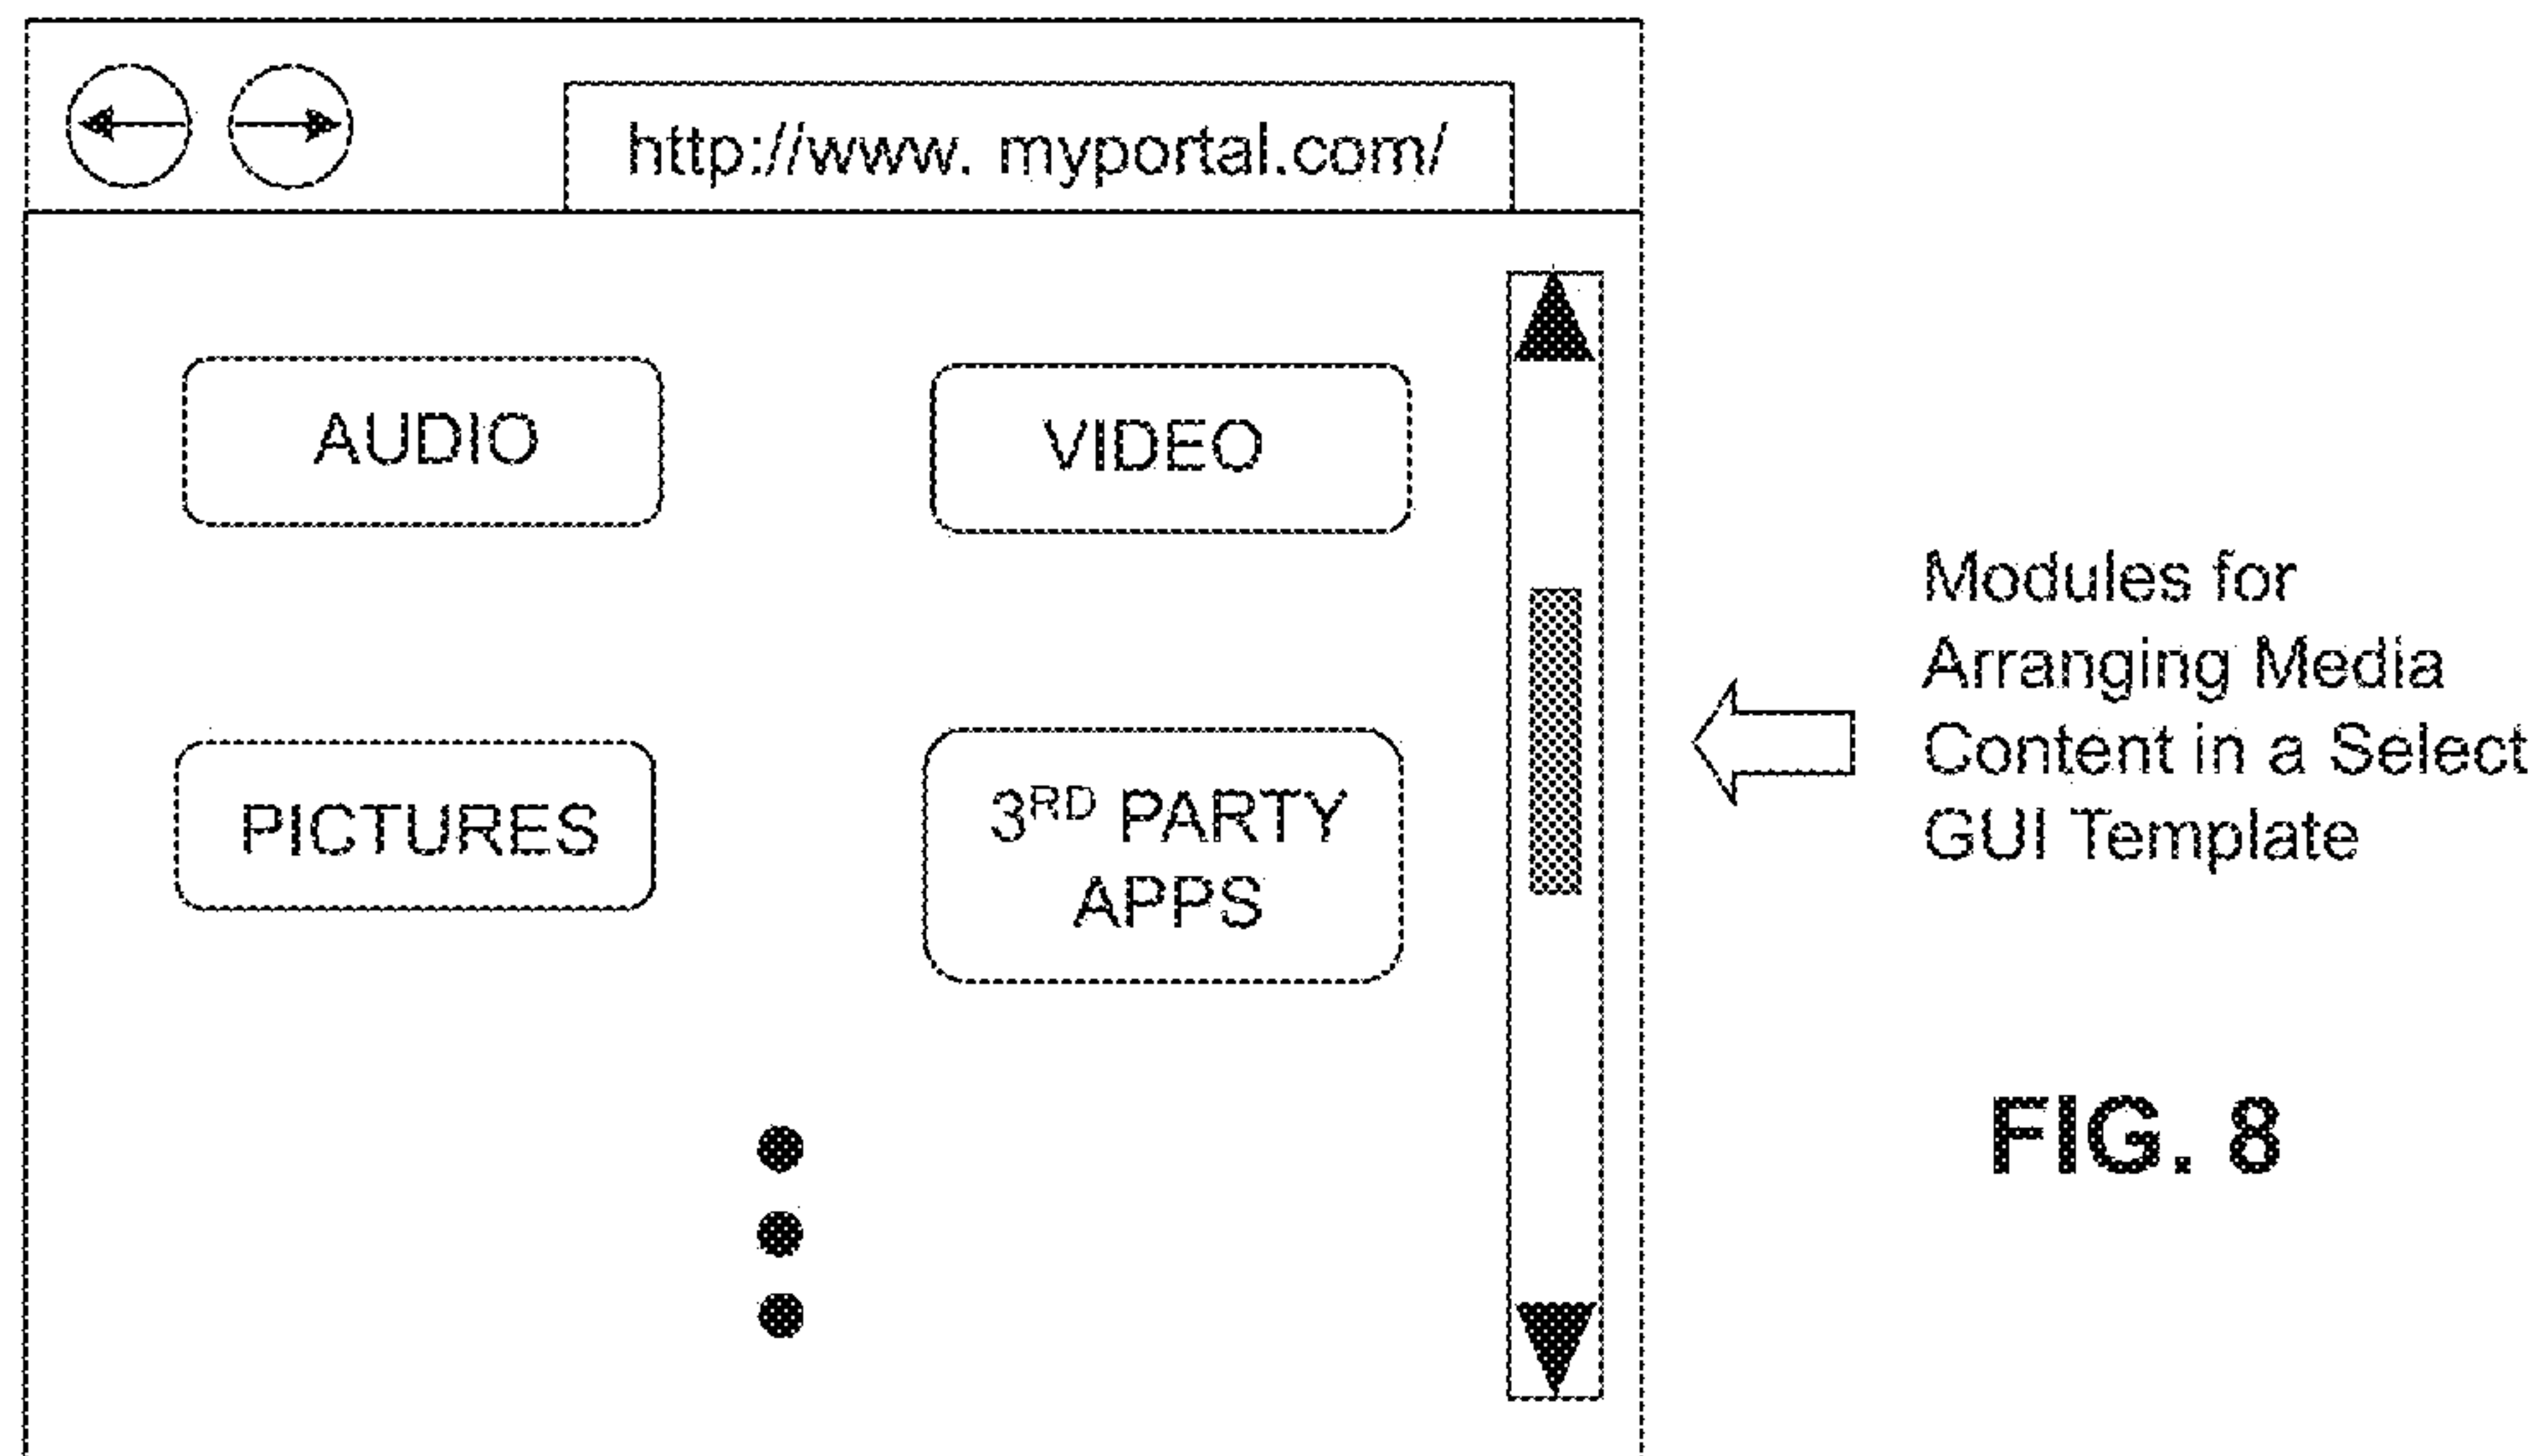 http://www. myportal.com/
AUDIO
VIDEO
PICTURES
3RD PARTY
APPS
Modules for
Arranging Media
Content in a Select
GUI Template
FIG. 8